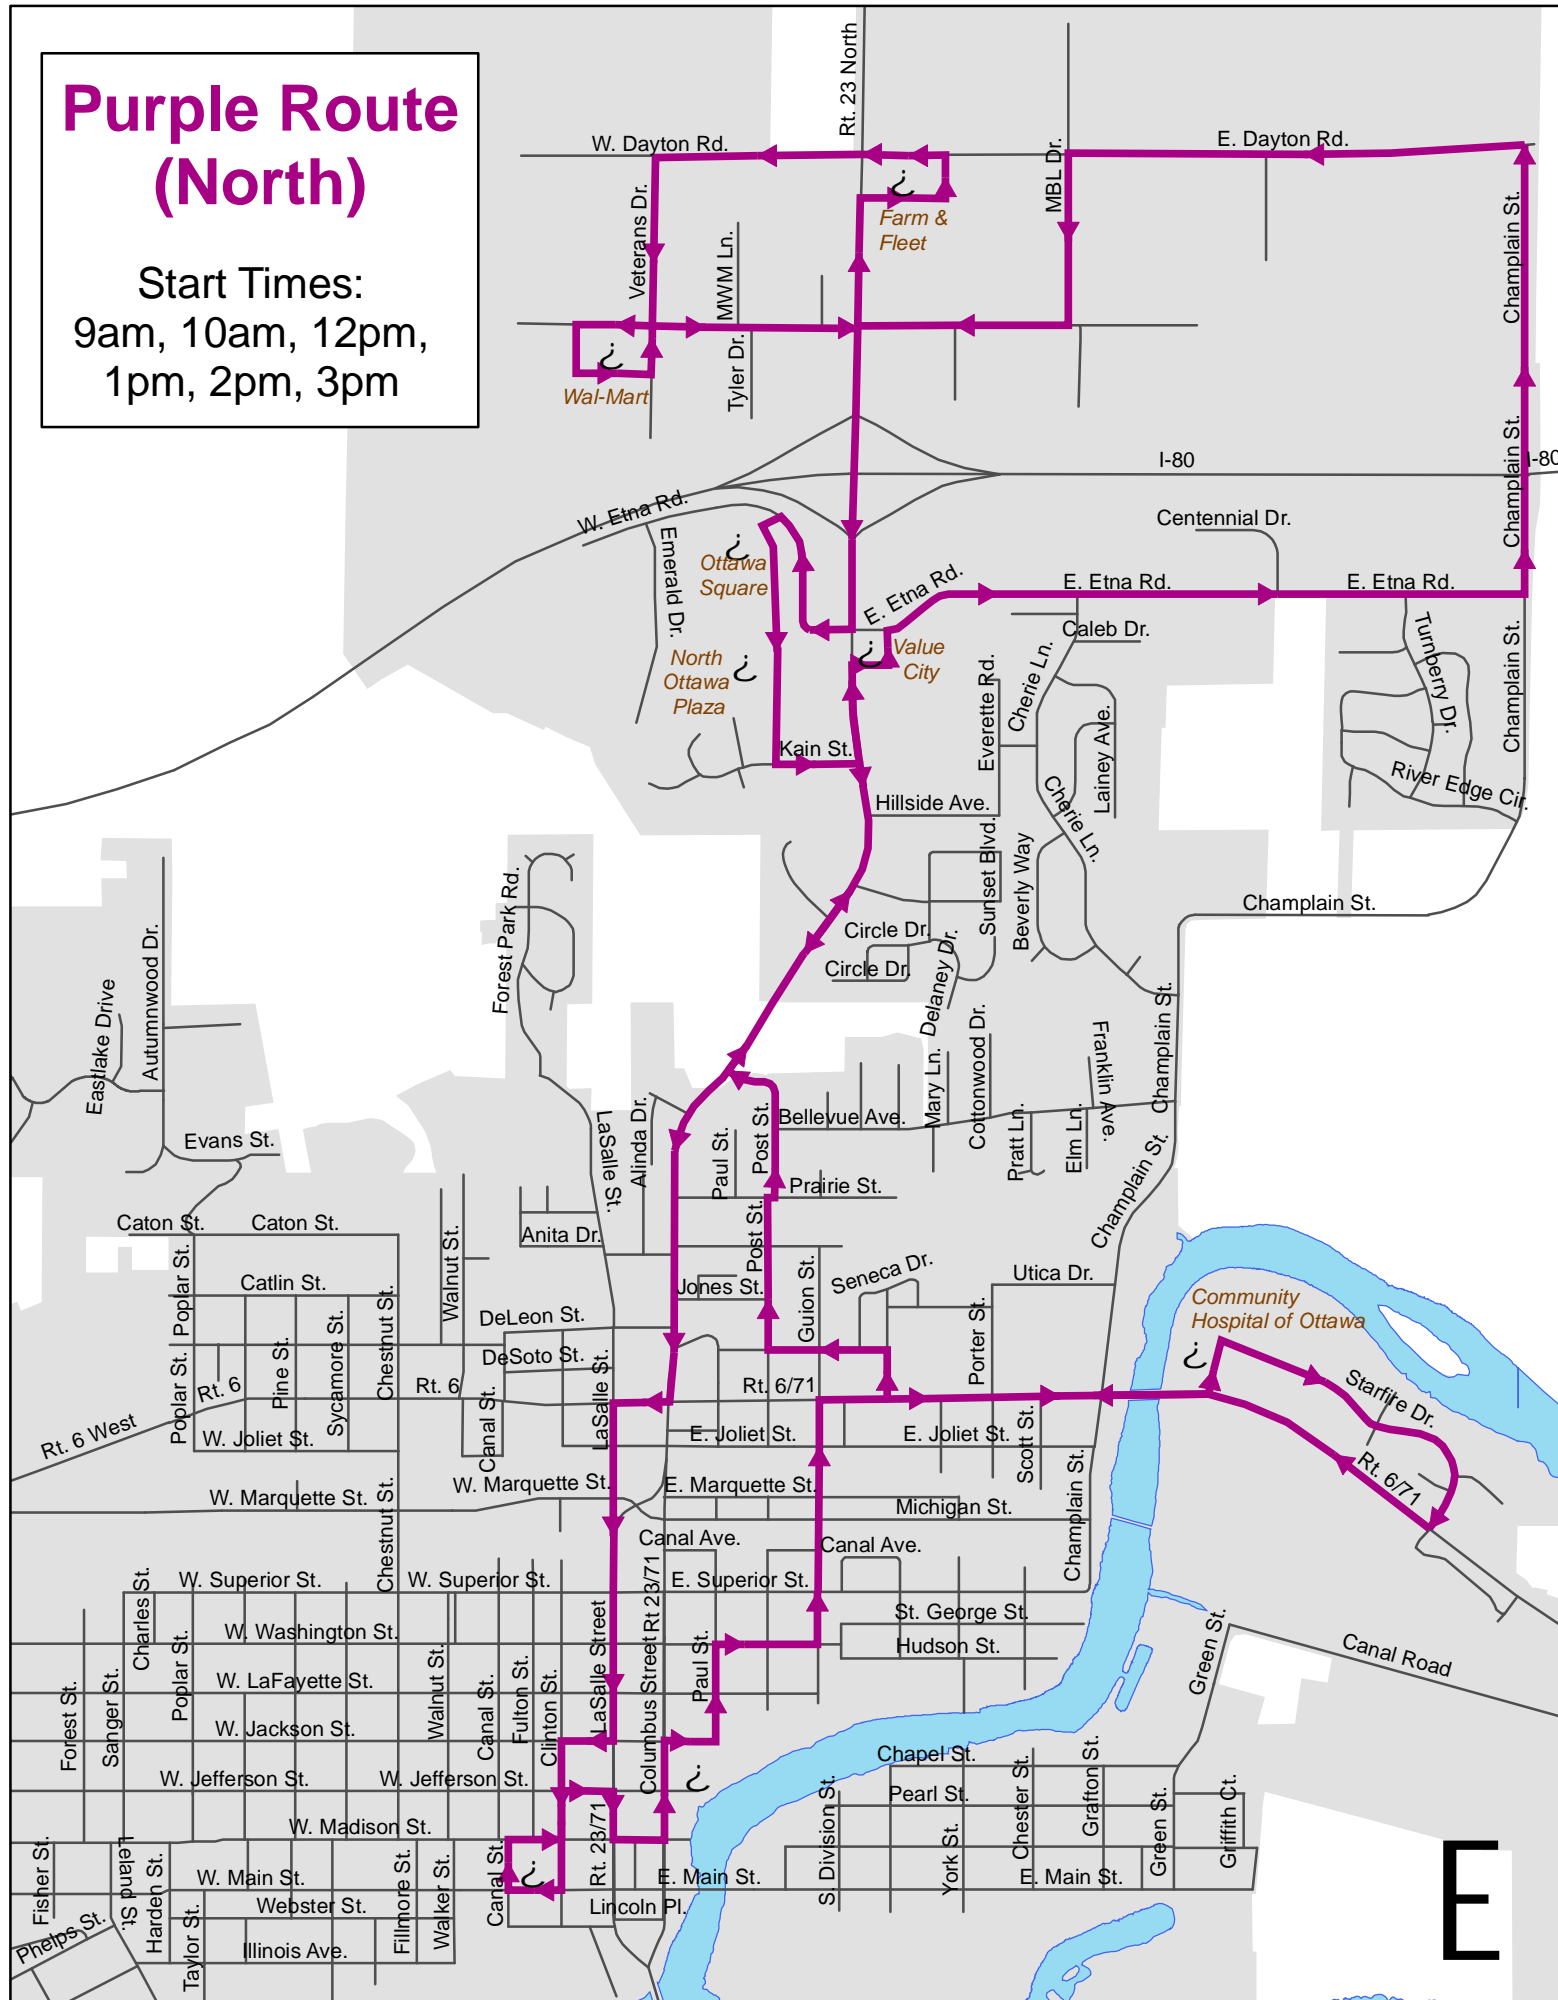 Purple Route
(North)
Start Times:
9am, 10am, 12pm,
1pm, 2pm, 3pm
Rt. 23 North
W. Dayton Rd.
E. Dayton Rd.
MBL Dr.
Veterans Dr.
Farm &
Fleet
MWM Ln.
Champlain St.
Tyler Dr.
Wal-Mart
Champlain St.
I-80
I-80
W. Etna Rd.
Centennial Dr.
Emerald Dr.
Ottawa
Square
E. Etna Rd.
E. Etna Rd.
E. Etna Rd.
Caleb Dr.
Value
City
North
Ottawa
Plaza
Everette Rd.
Cherie Ln.
Turnberry Dr.
Champlain St.
Lainey Ave.
Kain St.
River Edge Cir.
Hillside Ave.
Cherie Ln.
Sunset Blvd.
Beverly Way
Forest Park Rd.
Champlain St.
Circle Dr.
Circle Dr.
Delaney Dr.
Autumnwood Dr.
Eastlake Drive
Mary Ln.
Cottonwood Dr.
Franklin Ave.
Champlain St.
Bellevue Ave.
LaSalle St.
Alinda Dr.
Paul St.
Post St.
Pratt Ln.
Elm Ln.
Evans St.
Champlain St.
Prairie St.
Caton St.
Caton St.
Anita Dr.
Walnut St.
Post St.
Poplar St.
Catlin St.
Jones St.
Guion St.
Seneca Dr.
Utica Dr.
Community
Hospital of Ottawa
Chestnut St.
Sycamore St.
Pine St.
DeLeon St.
DeSoto St.
LaSalle St.
Porter St.
Poplar St.
Rt. 6
Rt. 6
Rt. 6/71
Starfire Dr.
Rt. 6 West
W. Joliet St.
Canal St.
E. Joliet St.
E. Joliet St.
Scott St.
Rt. 6/71
W. Marquette St.
W. Marquette St.
E. Marquette St.
Michigan St.
Champlain St.
Chestnut St.
Canal Ave.
Canal Ave.
W. Superior St.
W. Superior St.
E. Superior St.
Columbus Street Rt 23/71
Charles St.
W. Washington St.
St. George St.
Hudson St.
LaSalle Street
Paul St.
Green St.
Canal Road
Forest St.
Sanger St.
Poplar St.
W. LaFayette St.
W. Jackson St.
Walnut St.
Canal St.
Fulton St.
Clinton St.
W. Jefferson St.
W. Jefferson St.
Chapel St.
Pearl St.
Chester St.
Grafton St.
S. Division St.
W. Madison St.
Rt. 23/71
York St.
Green St.
Griffith Ct.
Fisher St.
Leland St.
Harden St.
W. Main St.
Fillmore St.
Walker St.
Canal St.
E. Main St.
E. Main St.
Webster St.
Lincoln Pl.
Phelps St.
Taylor St.
Illinois Ave.
E